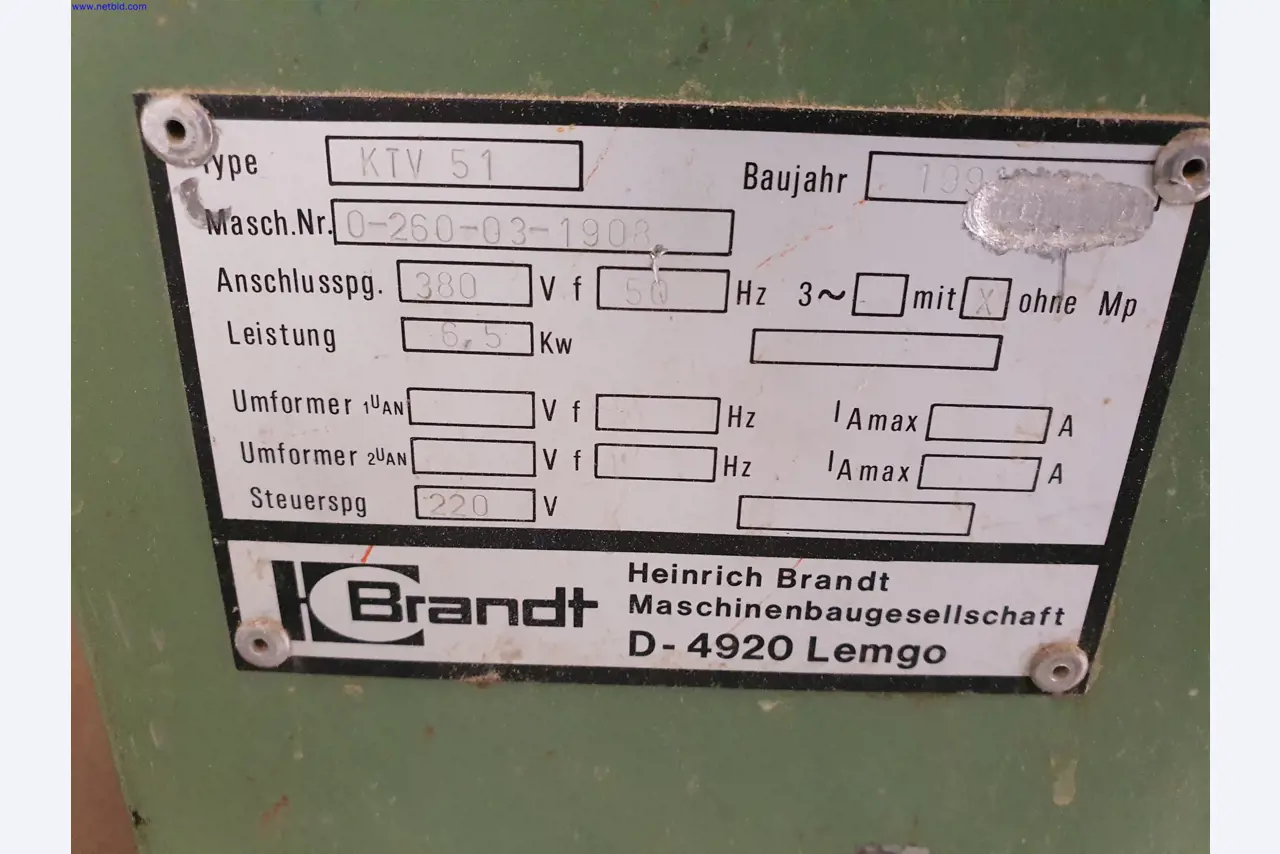 www.netbid.com
Type KTV 51 Baujahr
Masch.Nr. 0-260-03-1908
Anschlusspg. 380 V f 50 Hz 3~ mit X ohne Mp
Leistung 6,5 Kw
Umformer 1UAN V f Hz IAmax A
Umformer 2UAN V f Hz IAmax A
Steuerspg 220 V
Brandt
Heinrich Brandt
Maschinenbaugesellschaft
D-4920 Lemgo